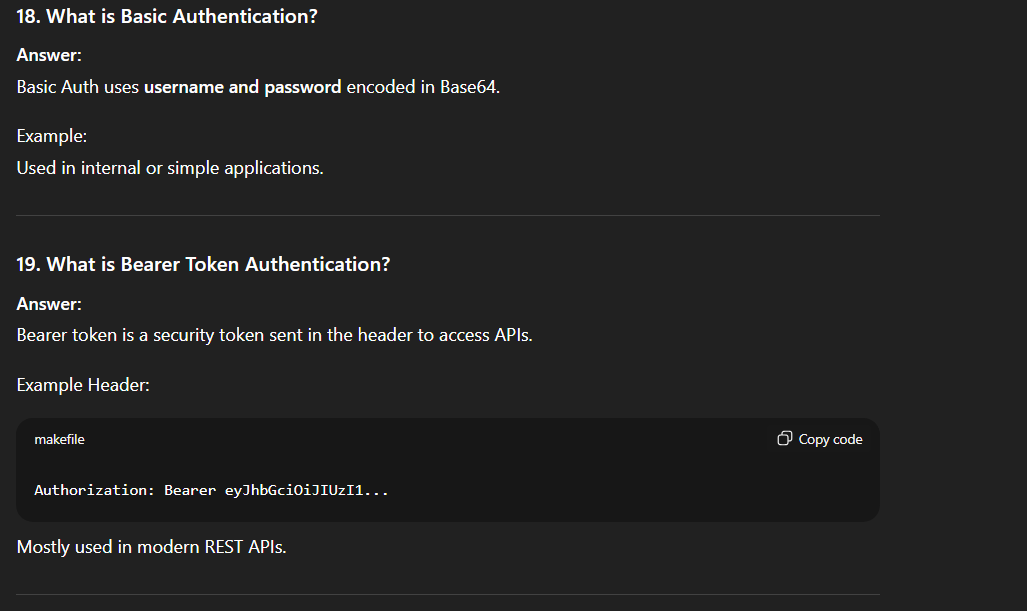 18. What is Basic Authentication?
Answer:
Basic Auth uses username and password encoded in Base64.
Example:
Used in internal or simple applications.
19. What is Bearer Token Authentication?
Answer:
Bearer token is a security token sent in the header to access APIs.
Example Header:
makefile
Copy code
Authorization: Bearer eyJhbGciOiJIUzI1...
Mostly used in modern REST APIs.